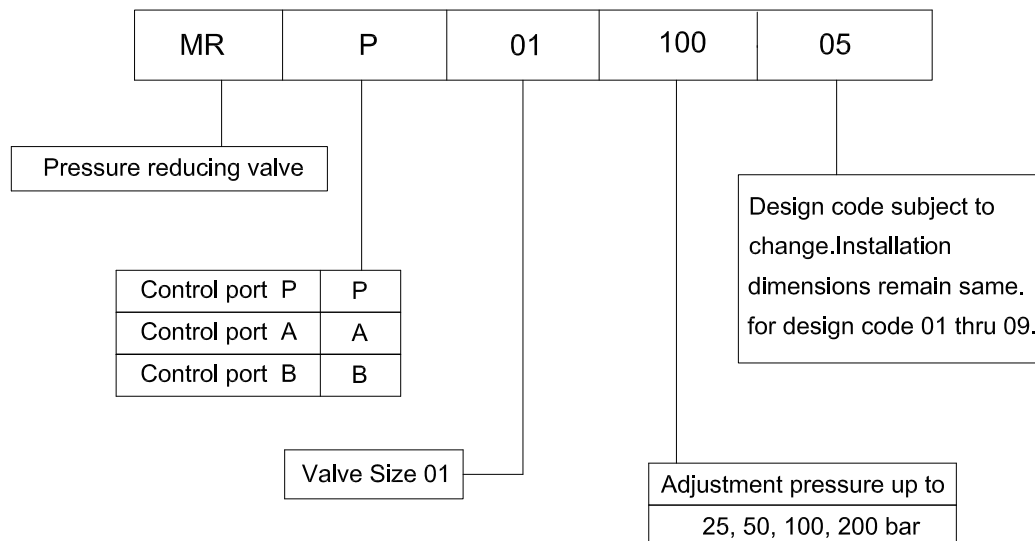 MR P 01 100 05
Pressure reducing valve
Design code subject to
change.Installation
dimensions remain same.
for design code 01 thru 09.
Control port P P
Control port A A
Control port B B
Valve Size 01
Adjustment pressure up to
25, 50, 100, 200 bar